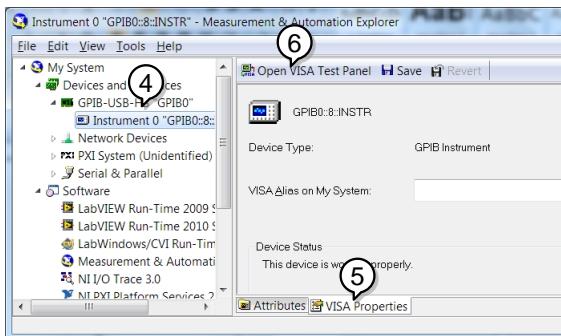 Instrument 0 "GPIB0::8::INSTR" - Measurement & Automation Explorer
File Edit View Tools Help
6
My System
Open VISA Test Panel Save Revert
4
Devices and
GPIB-USB-H "GPIB0"
GPIB0::8::INSTR
Instrument 0 "GPIB0::8::
Network Devices
Device Type: GPIB Instrument
PXI PXI System (Unidentified)
Serial & Parallel
VISA Alias on My System:
Software
LabVIEW Run-Time 2009
LabVIEW Run-Time 2010
LabWindows/CVI Run-Tim
Device Status
Measurement & Automati
This device is properly.
NI I/O Trace 3.0
5
NI PXI Platform Services 2
Attributes VISA Properties